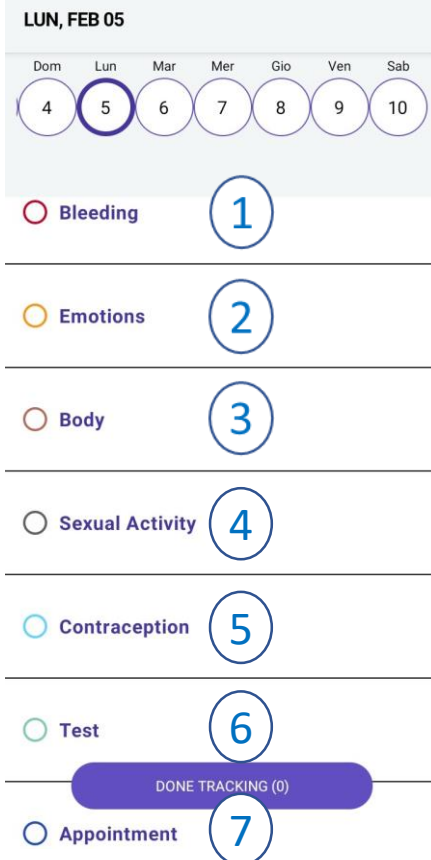 LUN, FEB 05
Dom Lun Mar Mer Gio Ven Sab
4 5 6 7 8 9 10
Bleeding 1
Emotions 2
Body 3
Sexual Activity 4
Contraception 5
Test 6
DONE TRACKING (0)
Appointment 7